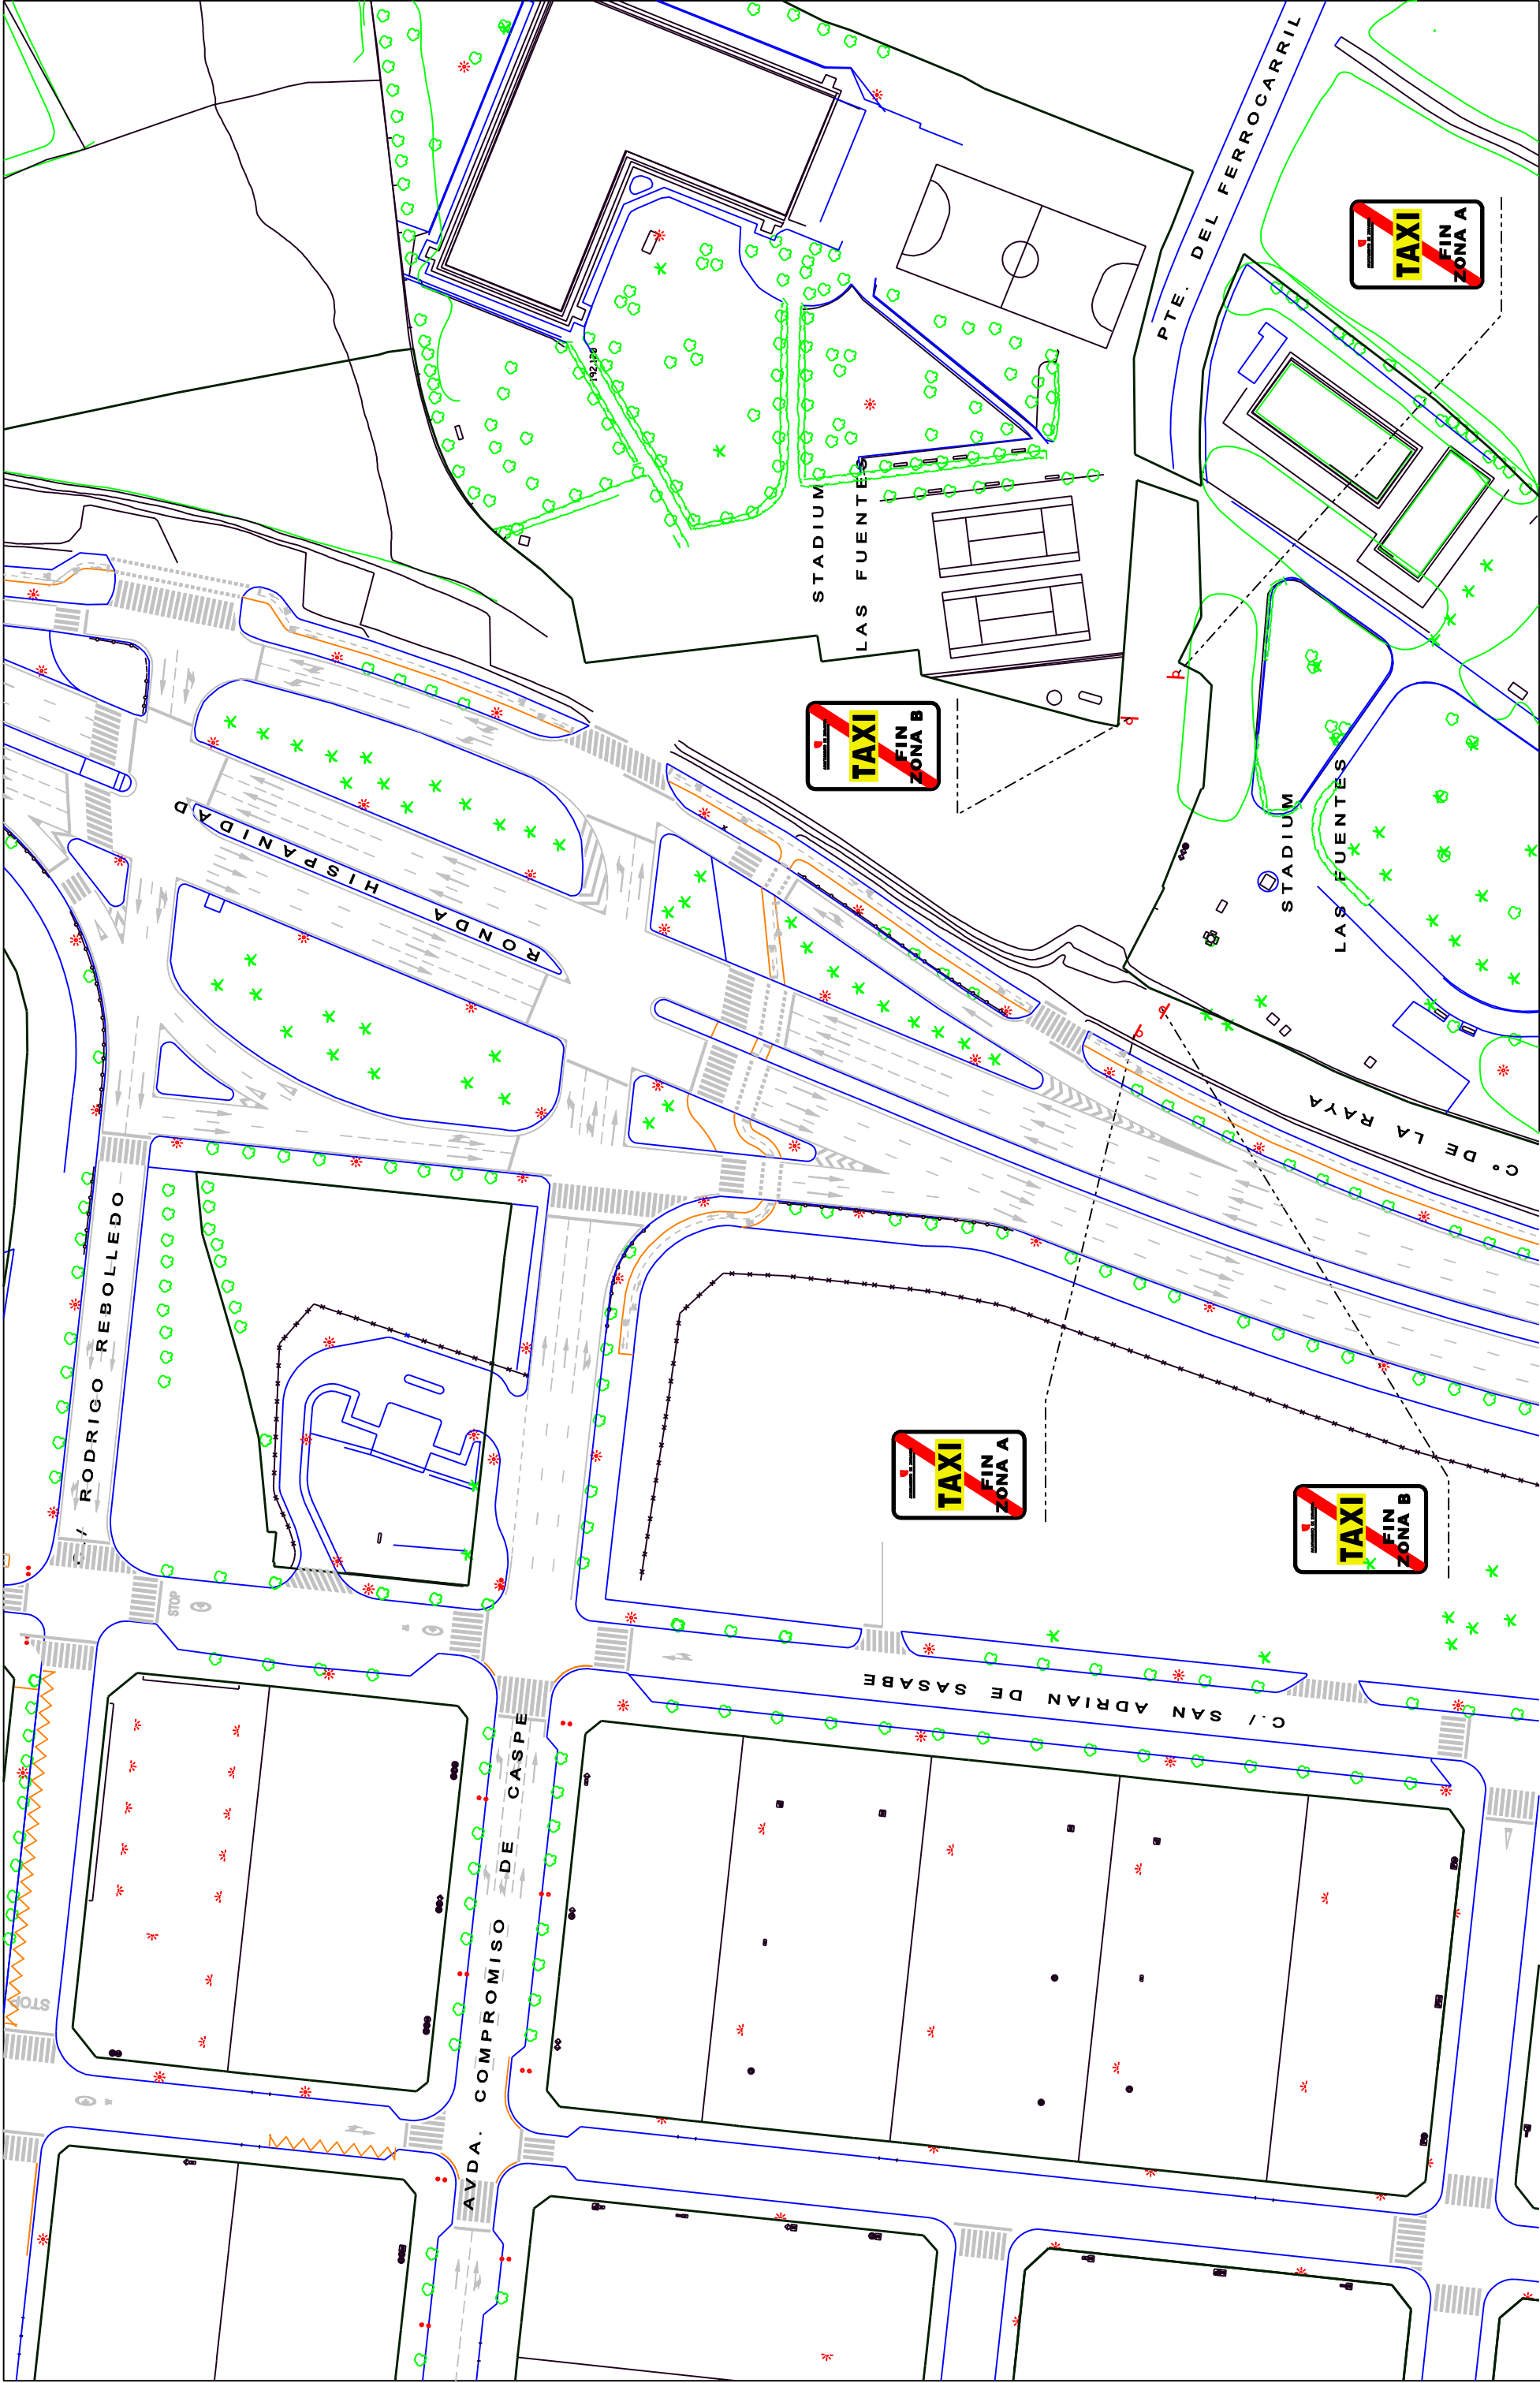 PTE. DEL FERROCARRIL
TAXI
FIN
ZONA A
192.120
STADIUM
LAS FUENTES
TAXI
FIN
ZONA B
STADIUM
LAS FUENTES
RONDA HISPANIDAD
Cº DE LA RAYA
C./ RODRIGO REBOLLEDO
TAXI
FIN
ZONA A
TAXI
FIN
ZONA B
STOP
C./ SAN ADRIAN DE SASABE
AVDA. COMPROMISO DE CASPE
STOP